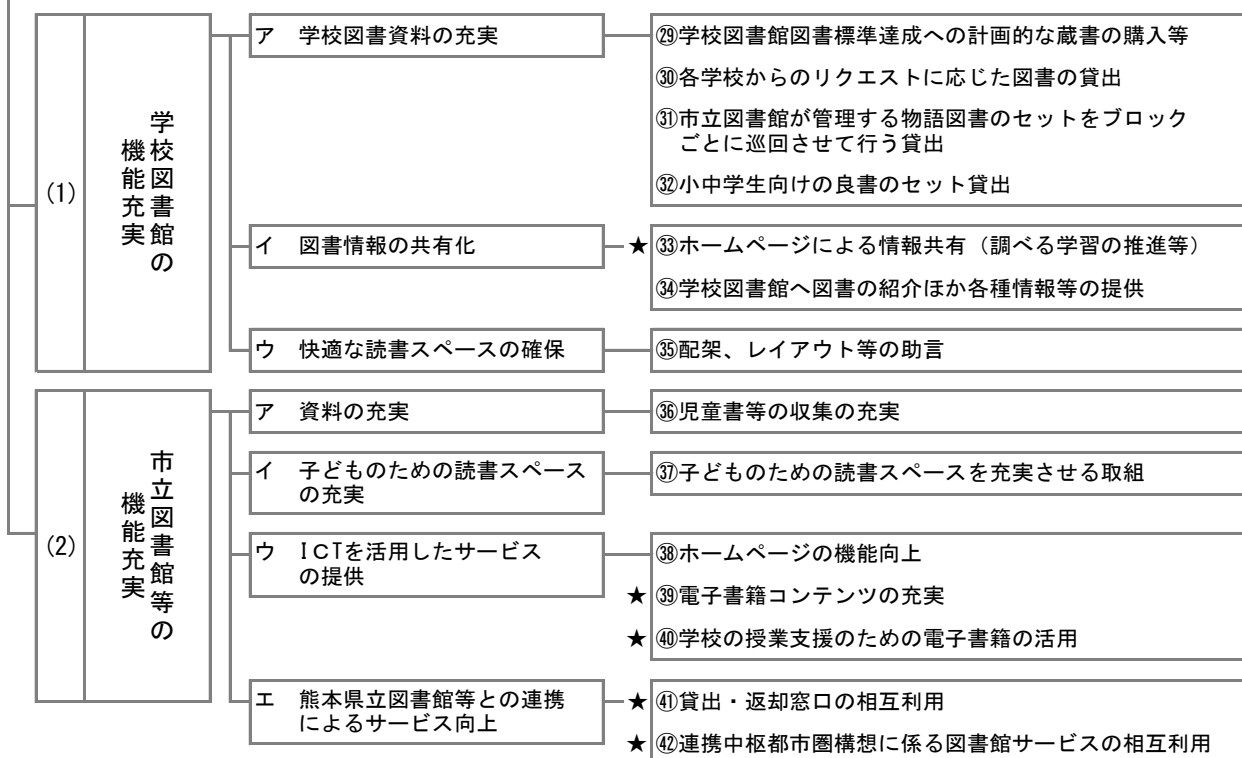 (1)
学校図書館の
機能充実
ア 学校図書資料の充実
㉙学校図書館図書標準達成への計画的な蔵書の購入等
㉚各学校からのリクエストに応じた図書の貸出
㉛市立図書館が管理する物語図書のセットをブロック
ごとに巡回させて行う貸出
㉜小中学生向けの良書のセット貸出
イ 図書情報の共有化
★ ㉝ホームページによる情報共有（調べる学習の推進等）
㉞学校図書館へ図書の紹介ほか各種情報等の提供
ウ 快適な読書スペースの確保
㉟配架、レイアウト等の助言
(2)
市立図書館等の
機能充実
ア 資料の充実
㊱児童書等の収集の充実
イ 子どものための読書スペース
の充実
㊲子どものための読書スペースを充実させる取組
ウ ICTを活用したサービス
の提供
㊳ホームページの機能向上
★ ㊴電子書籍コンテンツの充実
★ ㊵学校の授業支援のための電子書籍の活用
エ 熊本県立図書館等との連携
によるサービス向上
★ ㊶貸出・返却窓口の相互利用
★ ㊷連携中枢都市圏構想に係る図書館サービスの相互利用